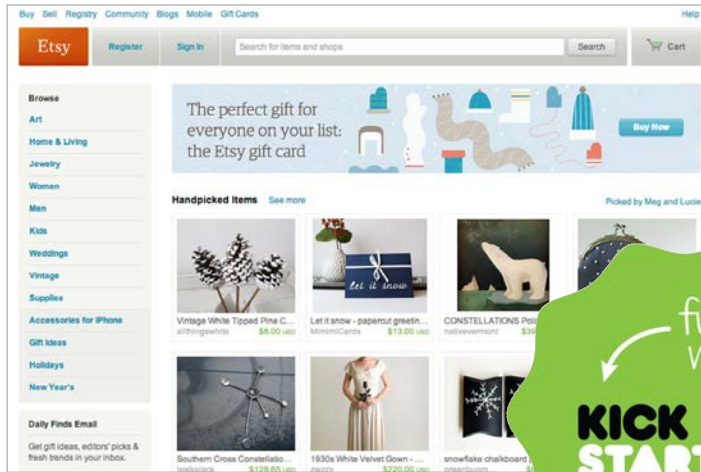 Buy Sell Registry Community Blogs Mobile Gift Cards
Help
Etsy
Register
Sign In
Search for items and shops
Search
Cart
Browse
Art
Home & Living
Jewelry
Women
Men
Kids
Weddings
Vintage
Supplies
Accessories for iPhone
Gift Ideas
Holidays
New Year's
Daily Finds Email
Get gift ideas, editors' picks &
fresh trends in your inbox.
The perfect gift for
everyone on your list:
the Etsy gift card
Buy Now
Handpicked Items See more
Picked by Meg and Lucie
let it snow
Vintage White Tipped Pine C...
allthingswhite $8.00 USD
Let it snow - papercut greetin...
MimimiCards $13.00 USD
CONSTELLATIONS Pol
nativevermont $39
Southern Cross Constellatio...
$129.65 USD
1930s White Velvet Gown - ...
$220.00 USD
snowflake chalkboard
KICK
START